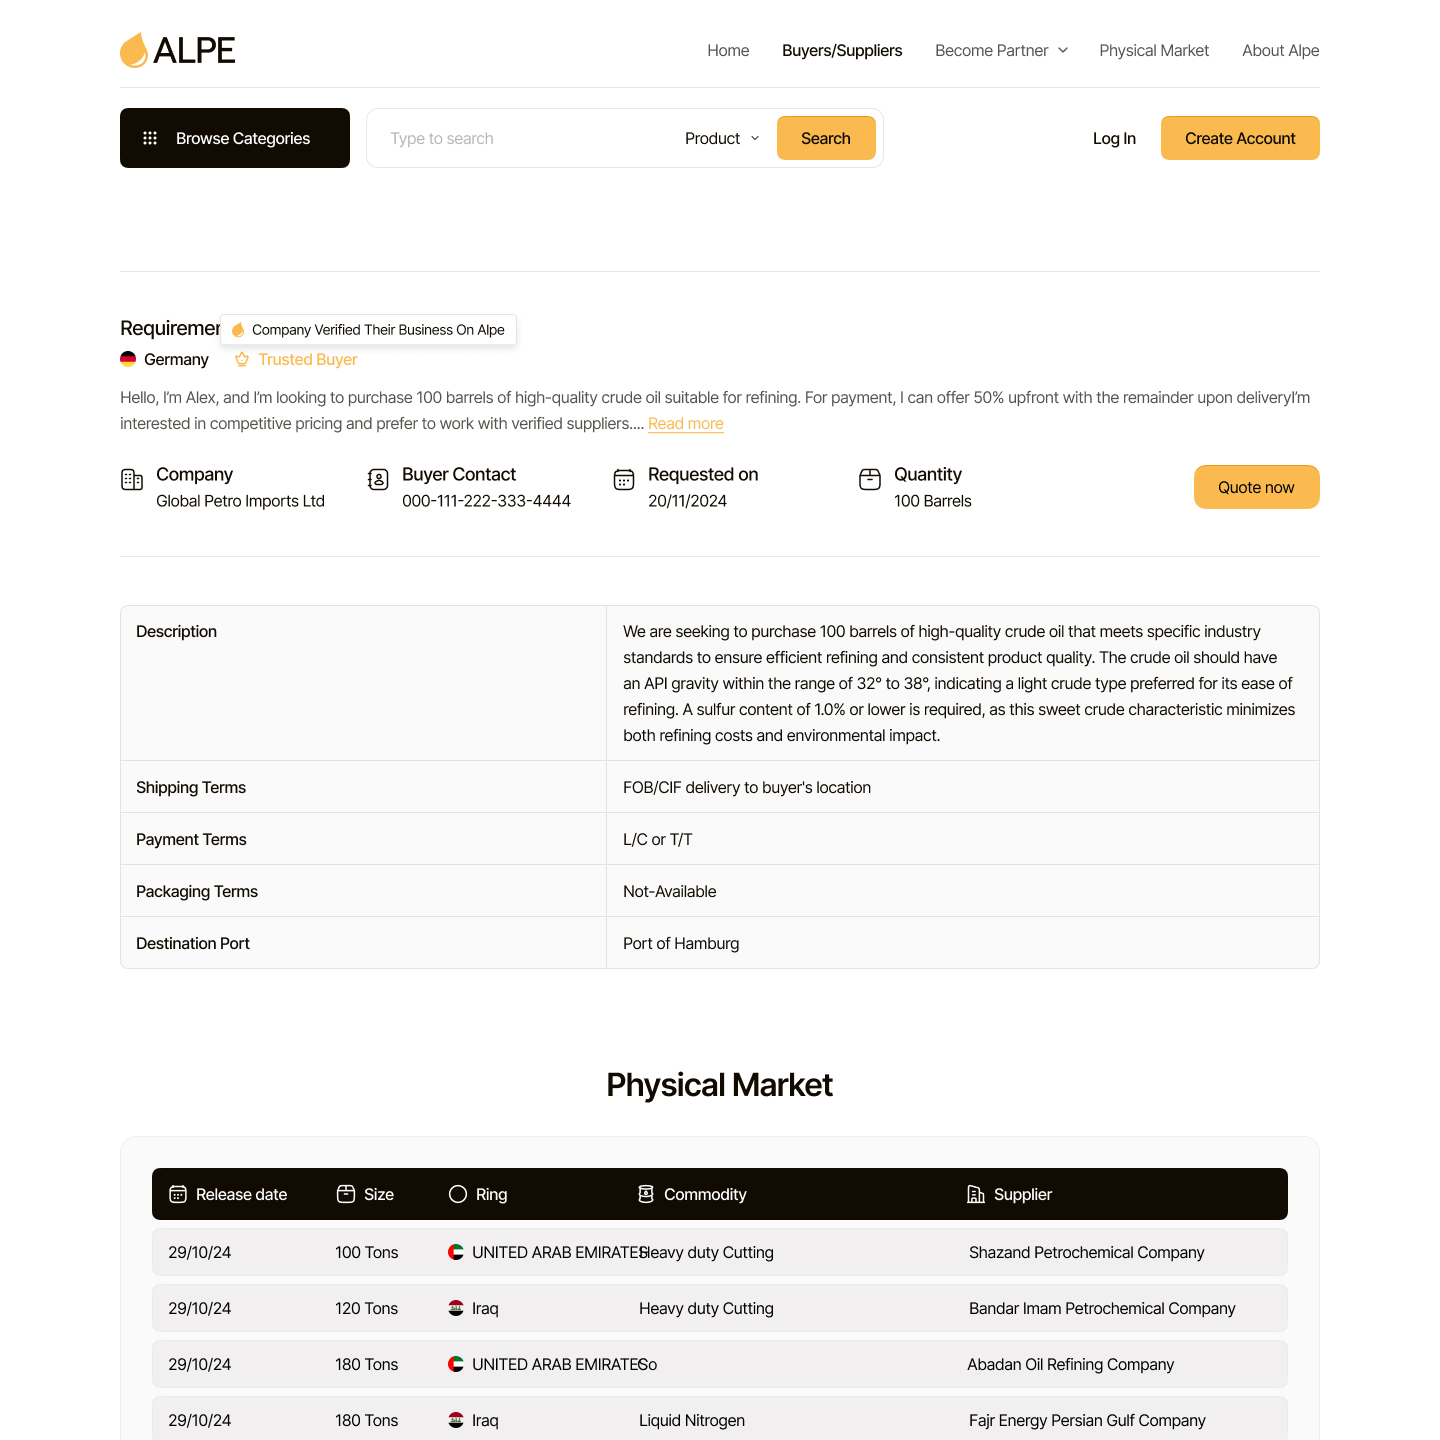 ALPE
Home Buyers/Suppliers Become Partner Physical Market About Alpe
Browse Categories Type to search Product Search Log In Create Account
Requiremen Company Verified Their Business On Alpe
Germany Trusted Buyer
Hello, I'm Alex, and I'm looking to purchase 100 barrels of high-quality crude oil suitable for refining. For payment, I can offer 50% upfront with the remainder upon deliveryI'm
interested in competitive pricing and prefer to work with verified suppliers.... Read more
Company Buyer Contact Requested on Quantity
Global Petro Imports Ltd 000-111-222-333-4444 20/11/2024 100 Barrels Quote now
Description We are seeking to purchase 100 barrels of high-quality crude oil that meets specific industry
standards to ensure efficient refining and consistent product quality. The crude oil should have
an API gravity within the range of 32° to 38°, indicating a light crude type preferred for its ease of
refining. A sulfur content of 1.0% or lower is required, as this sweet crude characteristic minimizes
both refining costs and environmental impact.
Shipping Terms FOB/CIF delivery to buyer's location
Payment Terms L/C or T/T
Packaging Terms Not-Available
Destination Port Port of Hamburg
Physical Market
Release date Size Ring Commodity Supplier
29/10/24 100 Tons UNITED ARAB EMIRATES Heavy duty Cutting Shazand Petrochemical Company
29/10/24 120 Tons Iraq Heavy duty Cutting Bandar Imam Petrochemical Company
29/10/24 180 Tons UNITED ARAB EMIRATES So Abadan Oil Refining Company
29/10/24 180 Tons Iraq Liquid Nitrogen Fajr Energy Persian Gulf Company